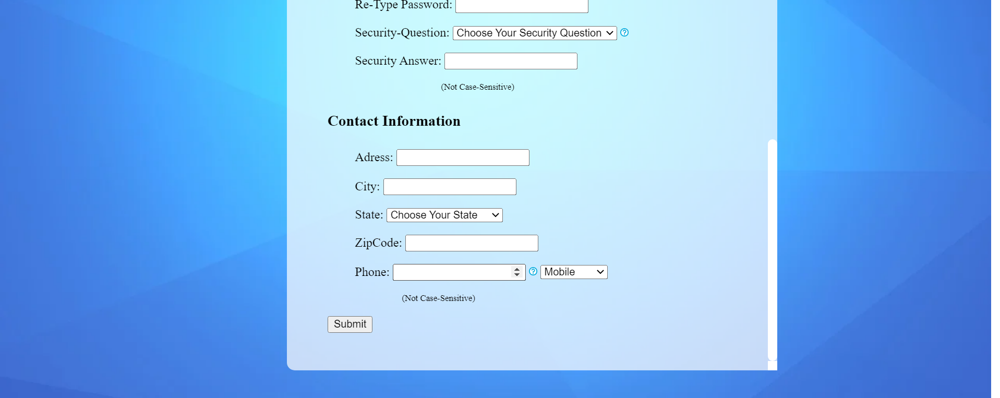 Re-Type Password:
Security-Question: Choose Your Security Question
Security Answer:
(Not Case-Sensitive)
Contact Information
Adress:
City:
State: Choose Your State
ZipCode:
Phone: Mobile
(Not Case-Sensitive)
Submit